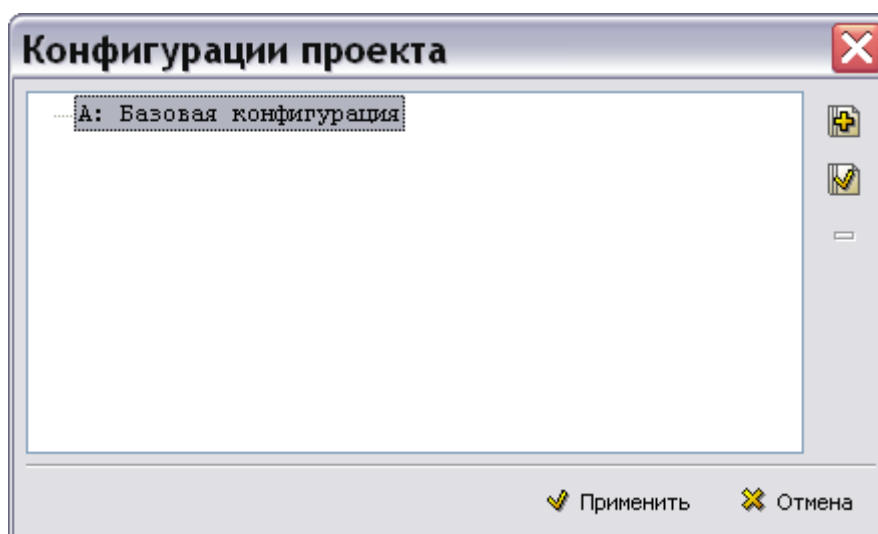 Конфигурации проекта
А: Базовая конфигурация
Применить
Отмена